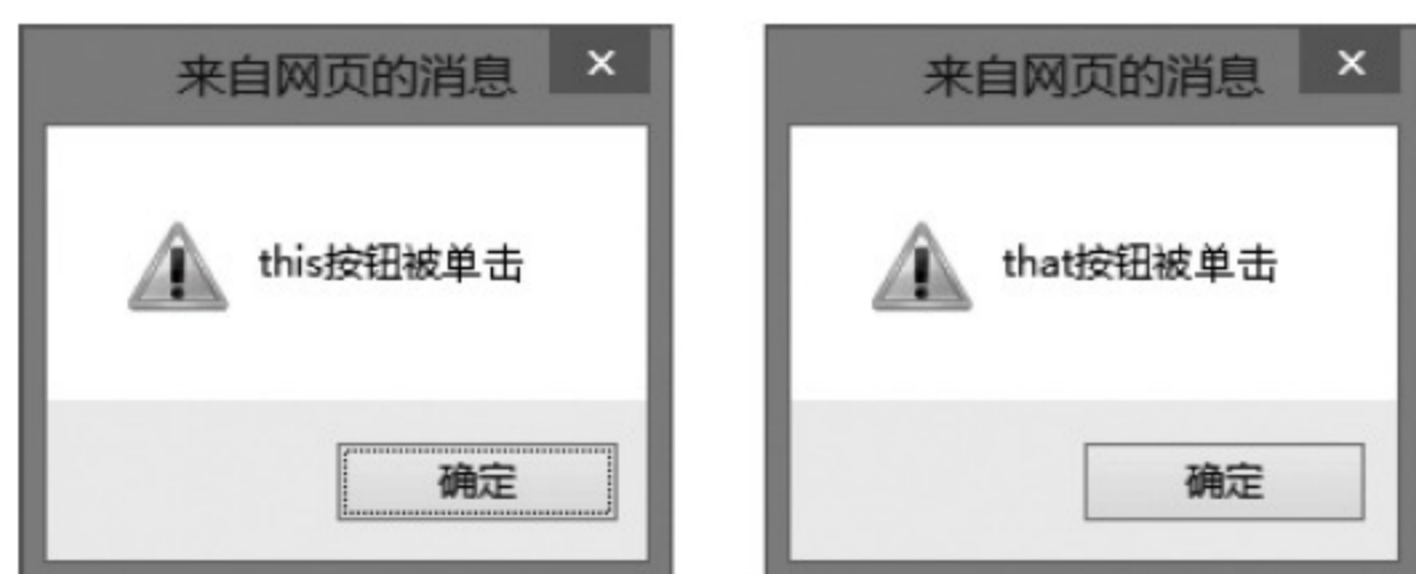 来自网页的消息
×
this按钮被单击
确定
来自网页的消息
×
that按钮被单击
确定